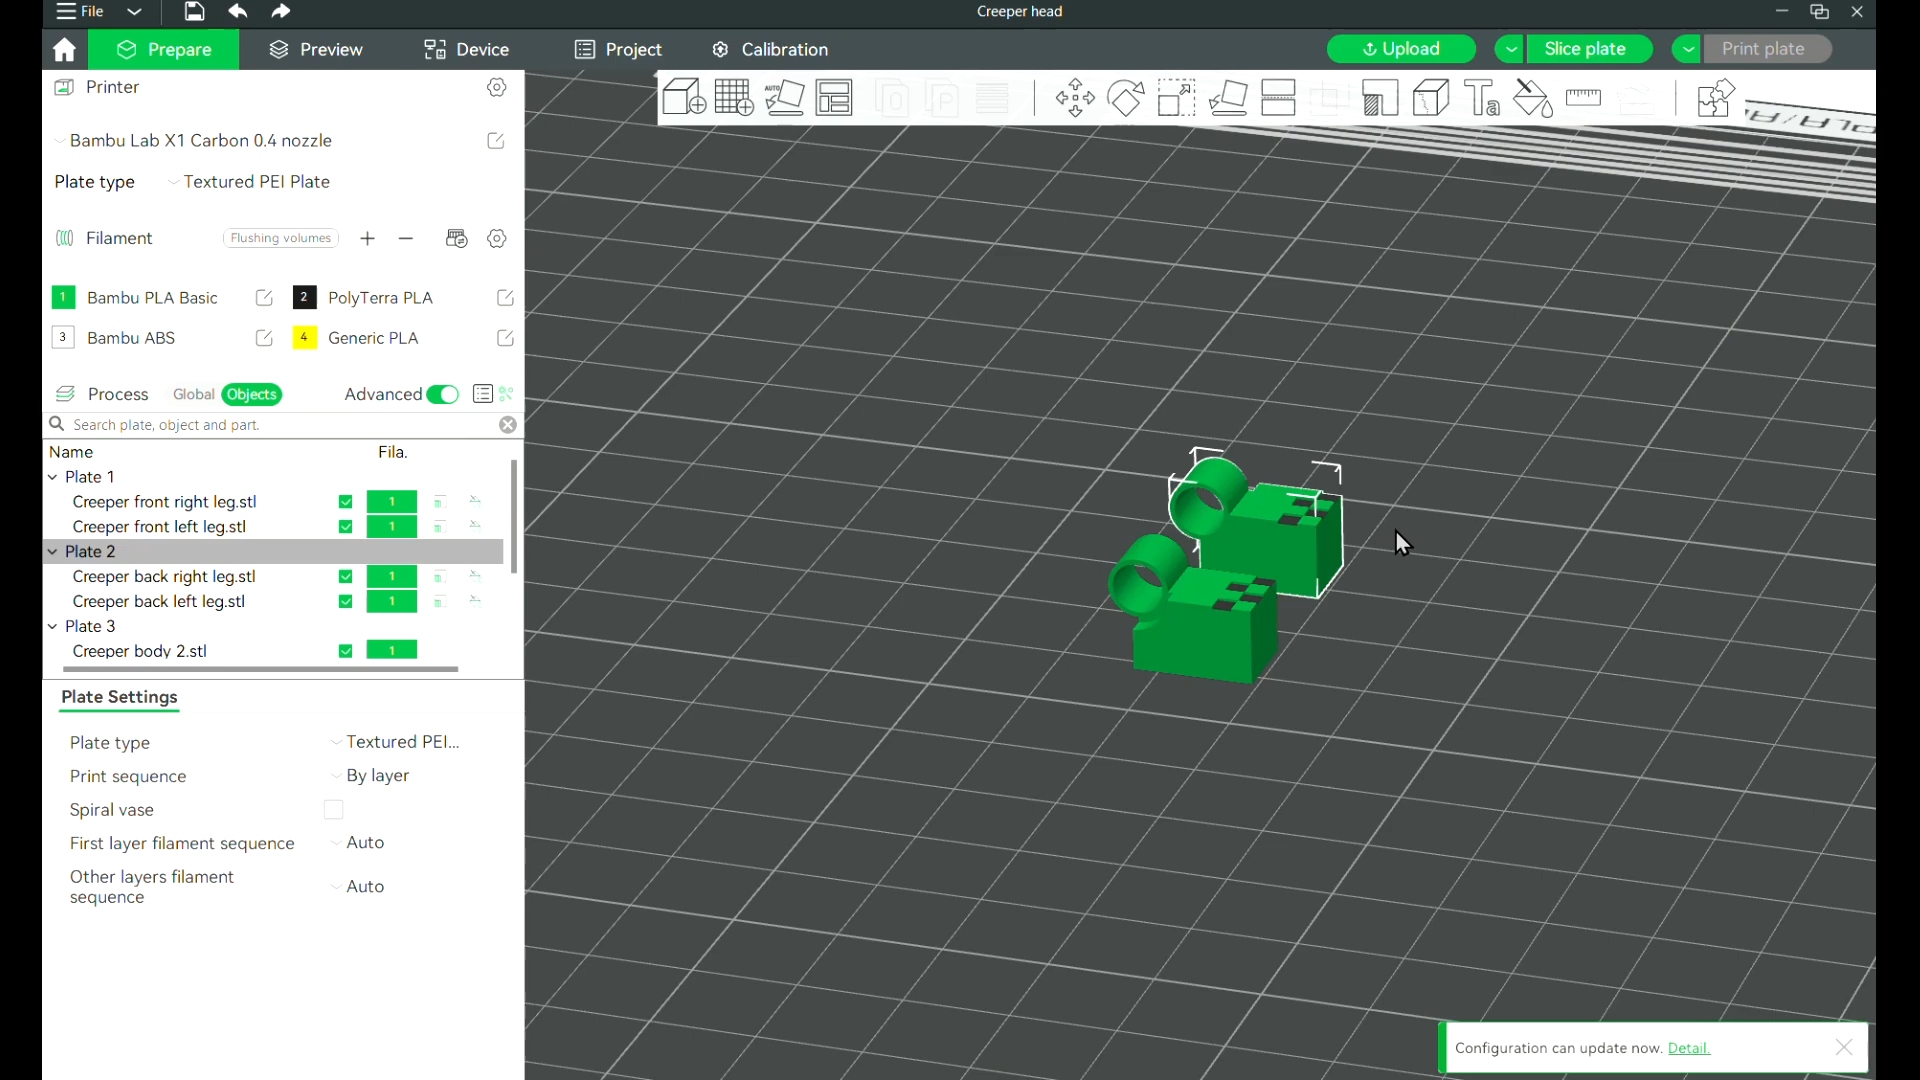 File
Creeper head
Prepare
Preview
Device
Project
Calibration
Upload
Slice plate
Print plate
Printer
Bambu Lab X1 Carbon 0.4 nozzle
Plate type
Textured PEI Plate
Filament
Flushing volumes
1
Bambu PLA Basic
2
PolyTerra PLA
3
Bambu ABS
4
Generic PLA
Process
Global
Objects
Advanced
Search plate, object and part.
Name
Fila.
Plate 1
Creeper front right leg.stl
1
Creeper front left leg.stl
1
Plate 2
Creeper back right leg.stl
1
Creeper back left leg.stl
1
Plate 3
Creeper body 2.stl
1
Plate Settings
Plate type
Textured PEI...
Print sequence
By layer
Spiral vase
First layer filament sequence
Auto
Other layers filament
sequence
Auto
AUTO
Ta
Configuration can update now. Detail.